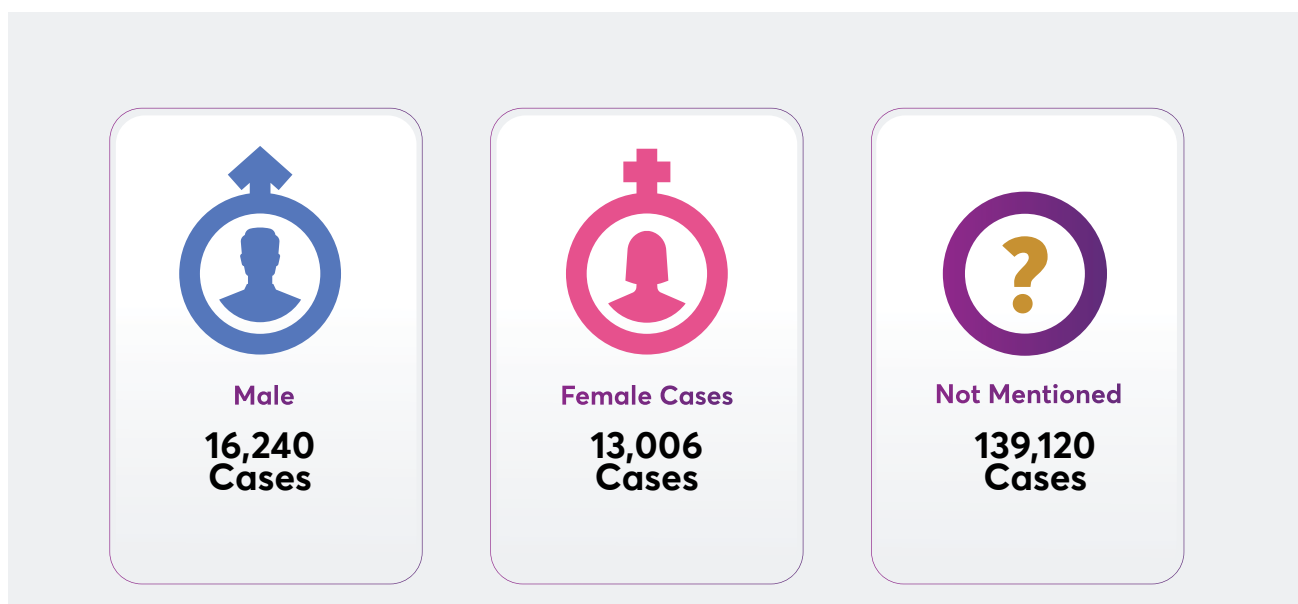 Male
16,240
Cases
Female Cases
13,006
Cases
?
Not Mentioned
139,120
Cases